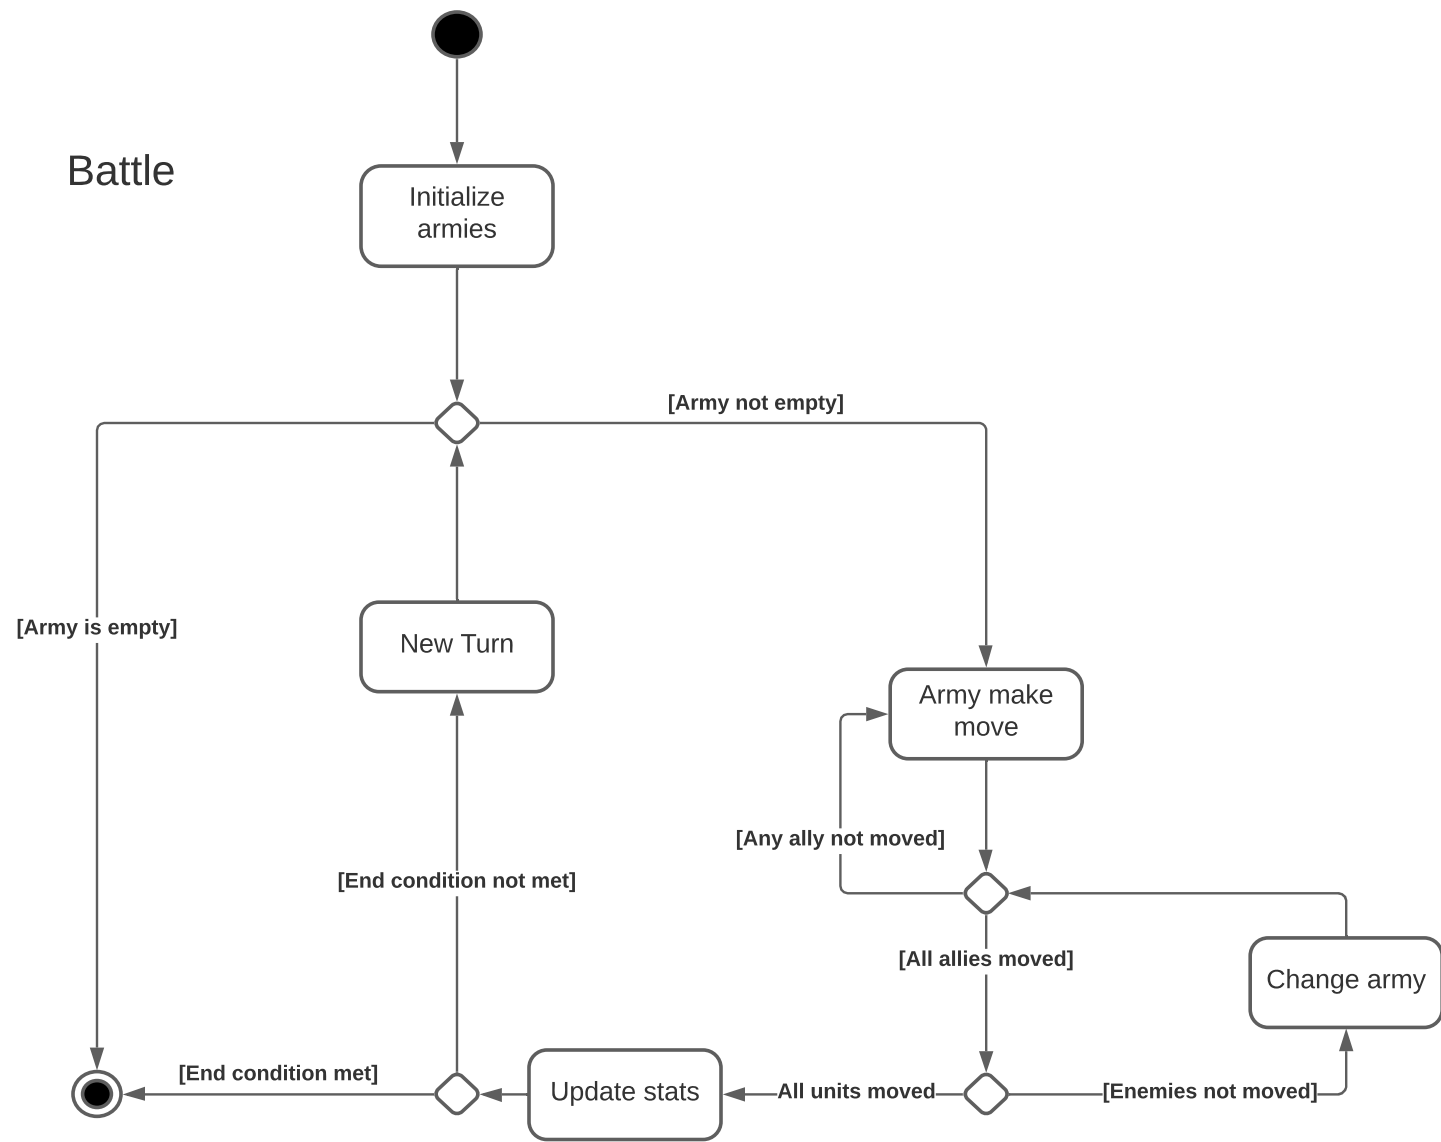 Battle
Initialize
armies
[Army not empty]
[Army is empty]
New Turn
Army make
move
[Any ally not moved]
[End condition not met]
[All allies moved]
Change army
[End condition met]
Update stats
All units moved
[Enemies not moved]